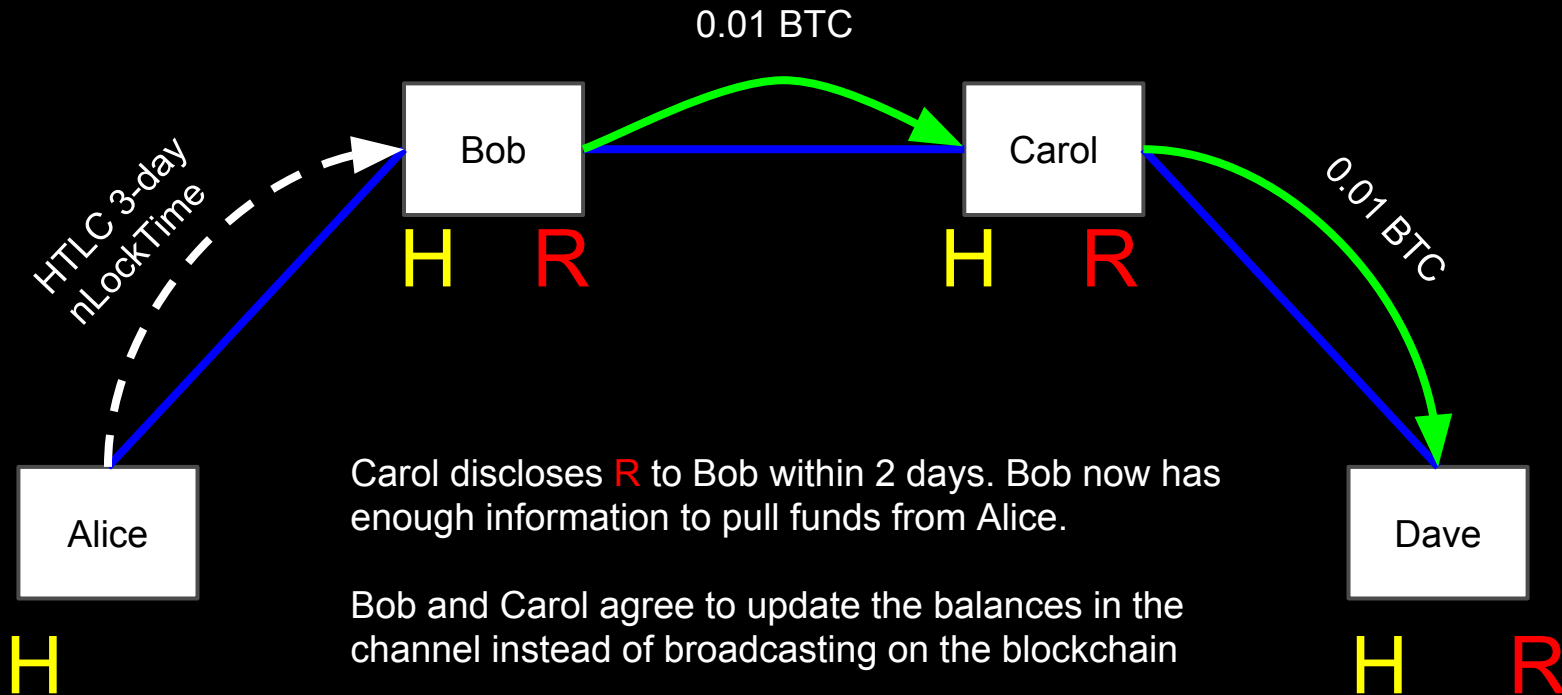 0.01 BTC
HTLC 3-day
nLockTime
Bob
Carol
0.01 BTC
H R
H R
Carol discloses R to Bob within 2 days. Bob now has
enough information to pull funds from Alice.
Alice
Dave
Bob and Carol agree to update the balances in the
channel instead of broadcasting on the blockchain
H
H R